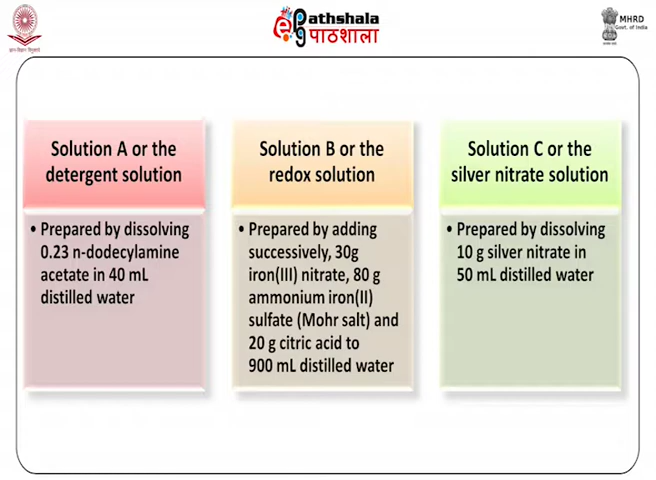 ePathshala
पाठशाला
MHRD
Govt. of India
Solution A or the
detergent solution
• Prepared by dissolving
0.23 n-dodecylamine
acetate in 40 mL
distilled water
Solution B or the
redox solution
• Prepared by adding
successively, 30g
iron(III) nitrate, 80 g
ammonium iron(II)
sulfate (Mohr salt) and
20 g citric acid to
900 mL distilled water
Solution C or the
silver nitrate solution
• Prepared by dissolving
10 g silver nitrate in
50 mL distilled water